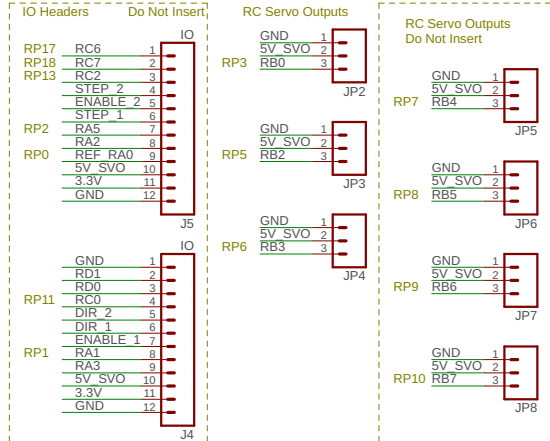 IO Headers Do Not Insert
IO
RP17 RC6 1
RP18 RC7 2
RP13 RC2 3
STEP_2 4
ENABLE_2 5
STEP_1 6
RP2 RA5 7
RA2 8
RP0 REF_RA0 9
5V_SVO 10
3.3V 11
GND 12
J5
IO
GND 1
RD1 2
RD0 3
RP11 RC0 4
DIR_2 5
DIR_1 6
ENABLE_1 7
RP1 RA1 8
RA3 9
5V_SVO 10
3.3V 11
GND 12
J4
RC Servo Outputs
GND 1
5V_SVO 2
RP3 RB0 3
JP2
GND 1
5V_SVO 2
RP5 RB2 3
JP3
GND 1
5V_SVO 2
RP6 RB3 3
JP4
RC Servo Outputs
Do Not Insert
GND 1
5V_SVO 2
RP7 RB4 3
JP5
GND 1
5V_SVO 2
RP8 RB5 3
JP6
GND 1
5V_SVO 2
RP9 RB6 3
JP7
GND 1
5V_SVO 2
RP10 RB7 3
JP8